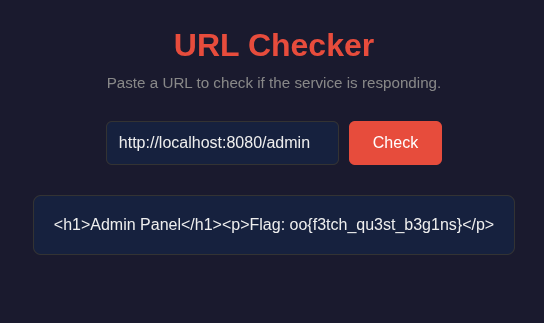 URL Checker
Paste a URL to check if the service is responding.
http://localhost:8080/admin
Check
<h1>Admin Panel</h1><p>Flag: oo{f3tch_qu3st_b3g1ns}</p>